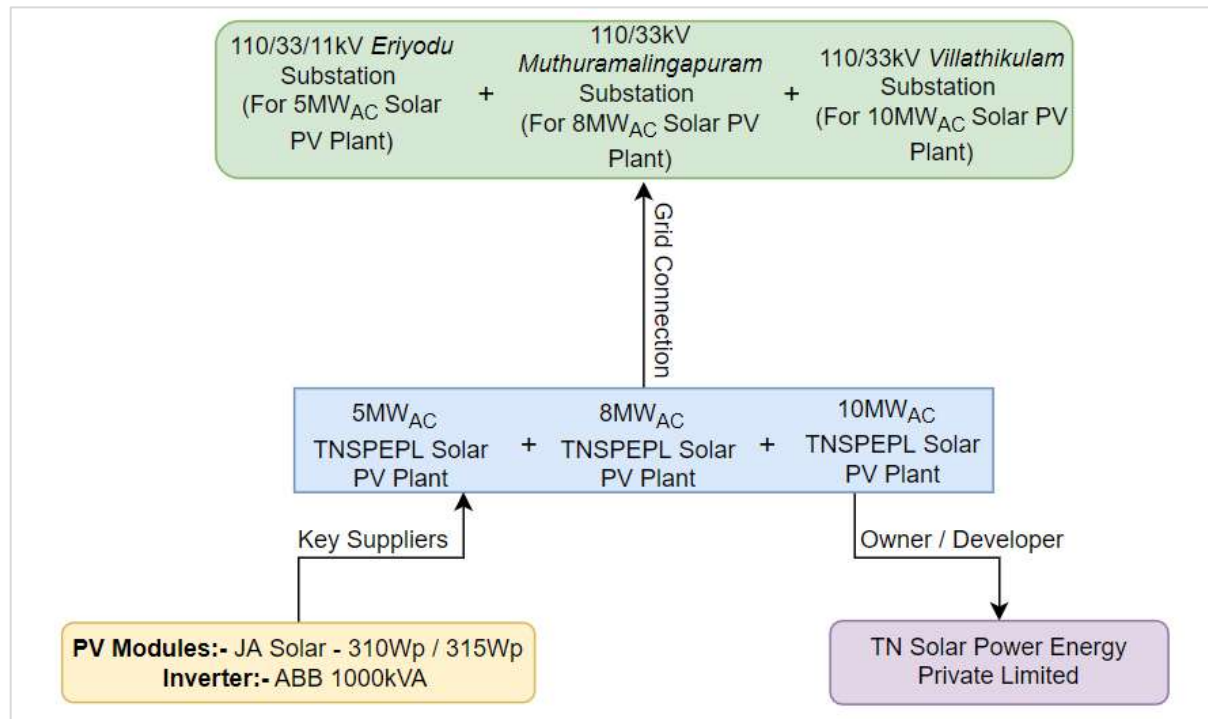 110/33/11kV Eriyodu
Substation
(For 5MWAC Solar
PV Plant)
+
110/33kV
Muthuramalingapuram
Substation
(For 8MWAC Solar PV
Plant)
+
110/33kV Villathikulam
Substation
(For 10MWAC Solar PV
Plant)
Grid Connection
5MWAC
TNSPEPL Solar
PV Plant
+
8MWAC
TNSPEPL Solar
PV Plant
+
10MWAC
TNSPEPL Solar
PV Plant
Key Suppliers
Owner / Developer
PV Modules:- JA Solar - 310Wp / 315Wp
Inverter:- ABB 1000kVA
TN Solar Power Energy
Private Limited